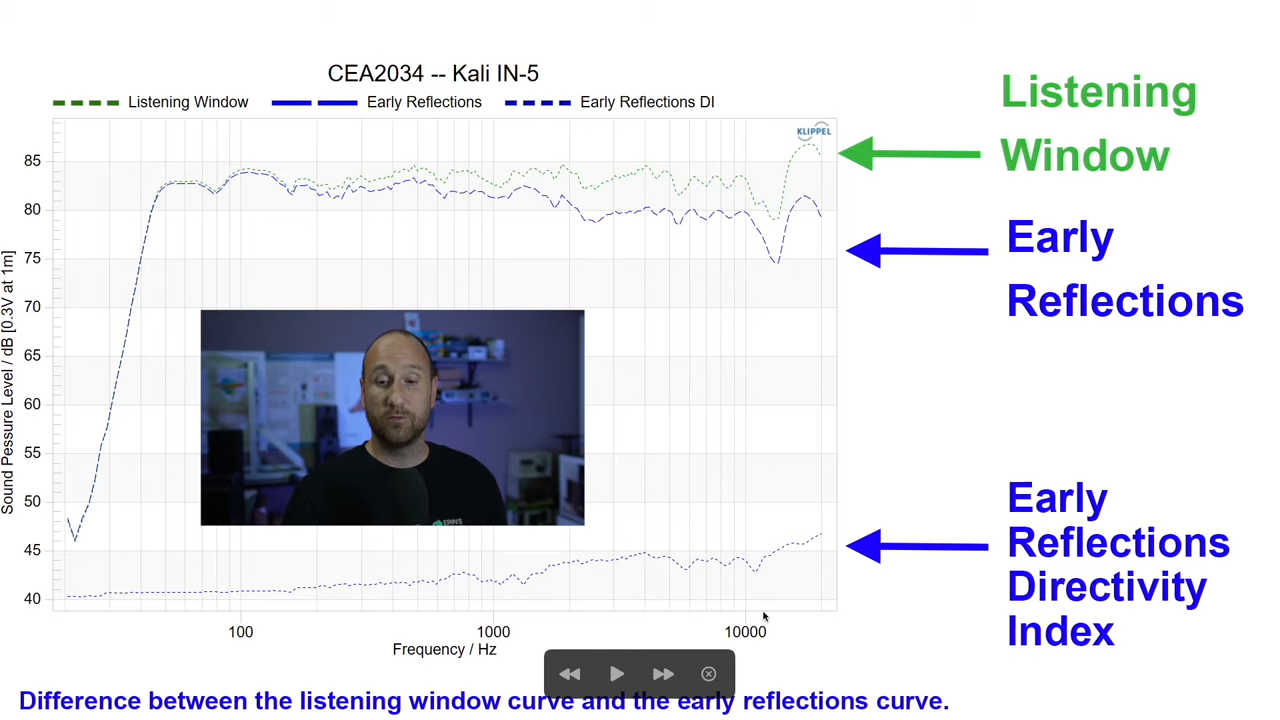 CEA2034 -- Kali IN-5
Listening Window
Early Reflections
Early Reflections DI
KLIPPEL
85
80
75
70
65
60
55
50
45
40
Sound Pessure Level / dB [0.3V at 1m]
100
1000
10000
Frequency / Hz
Listening
Window
Early
Reflections
Early
Reflections
Directivity
Index
ERIN'S
Difference between the listening window curve and the early reflections curve.